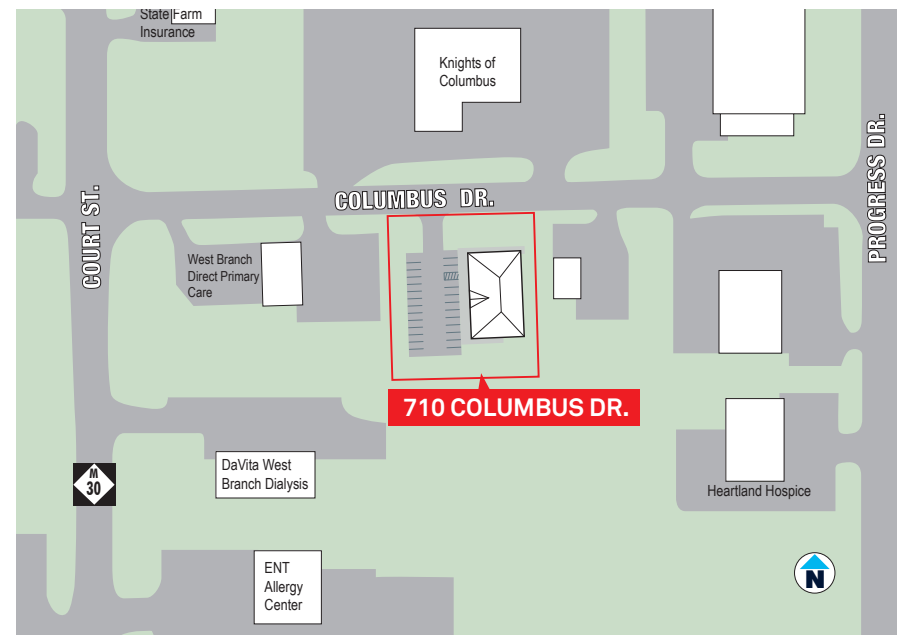 State Farm
Insurance
Knights of
Columbus
COLUMBUS DR.
COURT ST.
PROGRESS DR.
West Branch
Direct Primary
Care
710 COLUMBUS DR.
DaVita West
Branch Dialysis
M
30
Heartland Hospice
ENT
Allergy
Center
N